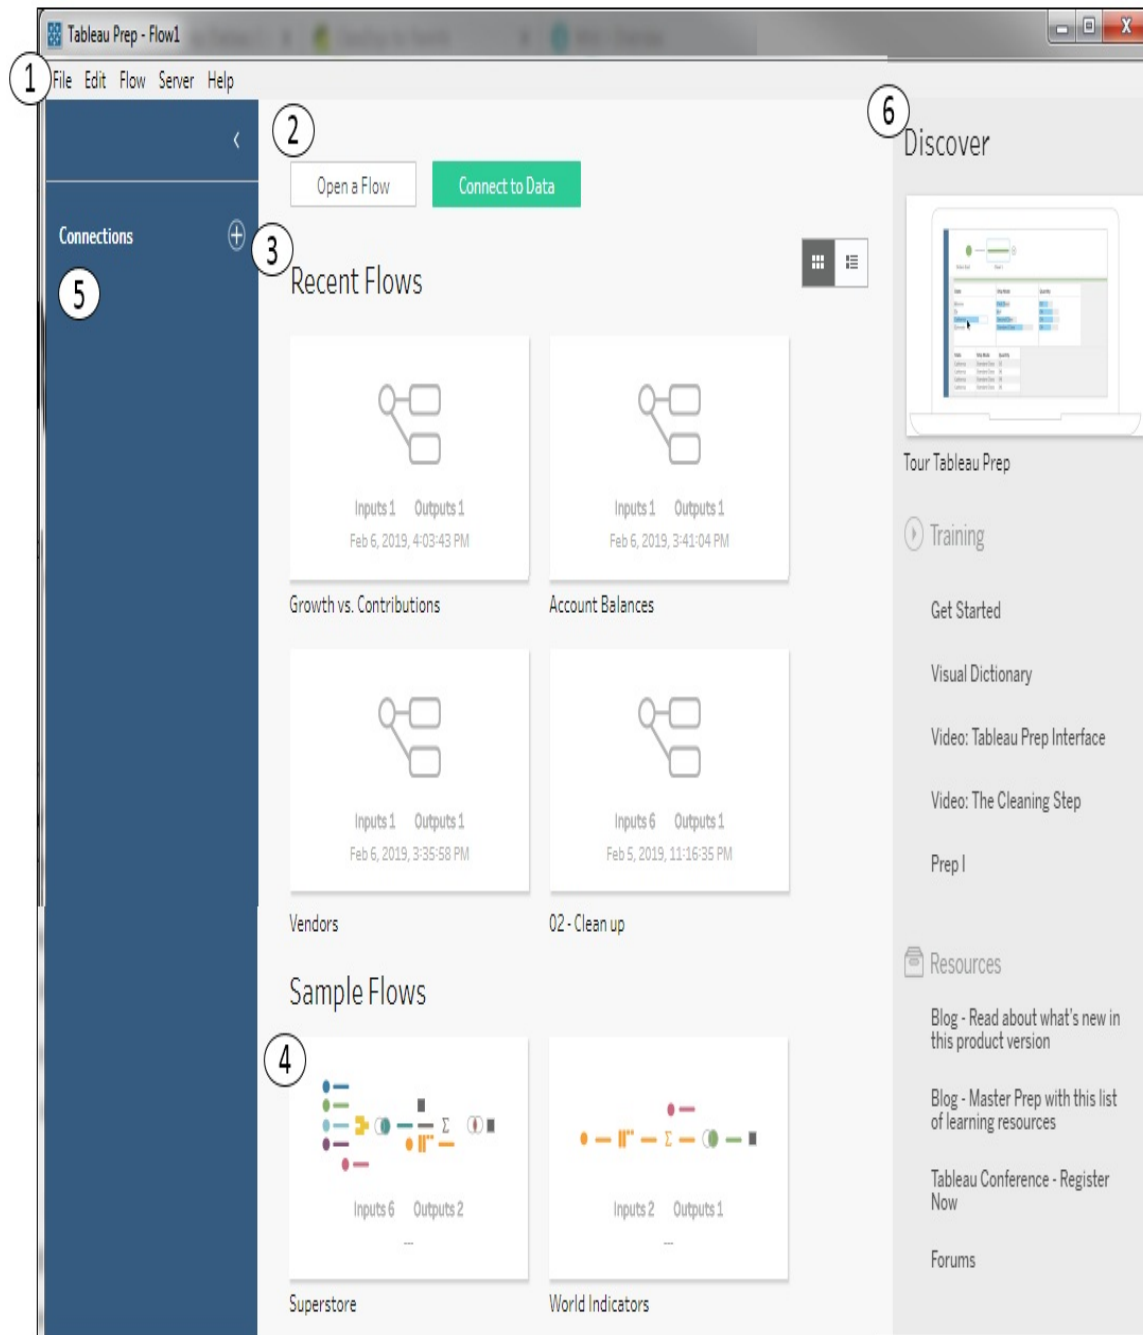 Tableau Prep - Flow1
1
File Edit Flow Server Help
2
Open a Flow
Connect to Data
Connections
5
3
Recent Flows
Inputs 1 Outputs 1
Feb 6, 2019, 4:03:43 PM
Growth vs. Contributions
Inputs 1 Outputs 1
Feb 6, 2019, 3:41:04 PM
Account Balances
Inputs 1 Outputs 1
Feb 6, 2019, 3:35:58 PM
Vendors
Inputs 6 Outputs 1
Feb 5, 2019, 11:16:35 PM
02 - Clean up
Sample Flows
4
Inputs 6 Outputs 2
---
Superstore
Inputs 2 Outputs 1
---
World Indicators
6
Discover
Tour Tableau Prep
Training
Get Started
Visual Dictionary
Video: Tableau Prep Interface
Video: The Cleaning Step
Prep I
Resources
Blog - Read about what's new in
this product version
Blog - Master Prep with this list
of learning resources
Tableau Conference - Register
Now
Forums